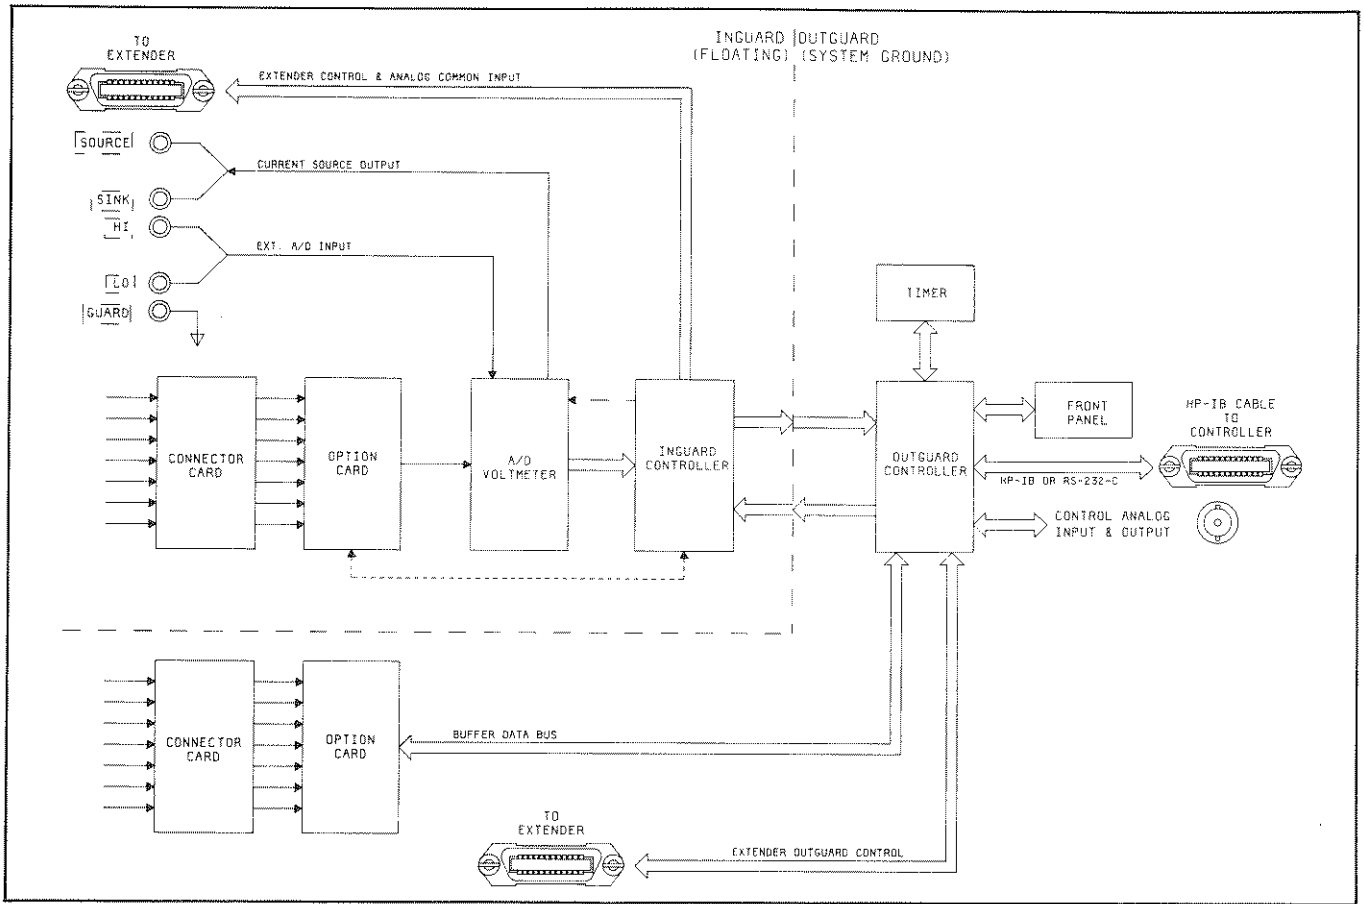 TO
EXTENDER
INGUARD OUTGUARD
(FLOATING) (SYSTEM GROUND)
EXTENDER CONTROL & ANALOG COMMON INPUT
SOURCE
CURRENT SOURCE OUTPUT
SINK
HI
EXT. A/D INPUT
LO
GUARD
TIMER
CONNECTOR
CARD
OPTION
CARD
A/D
VOLTMETER
INGUARD
CONTROLLER
OUTGUARD
CONTROLLER
FRONT
PANEL
HP-IB CABLE
TO
CONTROLLER
HP-IB OR RS-232-C
CONTROL ANALOG
INPUT & OUTPUT
CONNECTOR
CARD
OPTION
CARD
BUFFER DATA BUS
TO
EXTENDER
EXTENDER OUTGUARD CONTROL